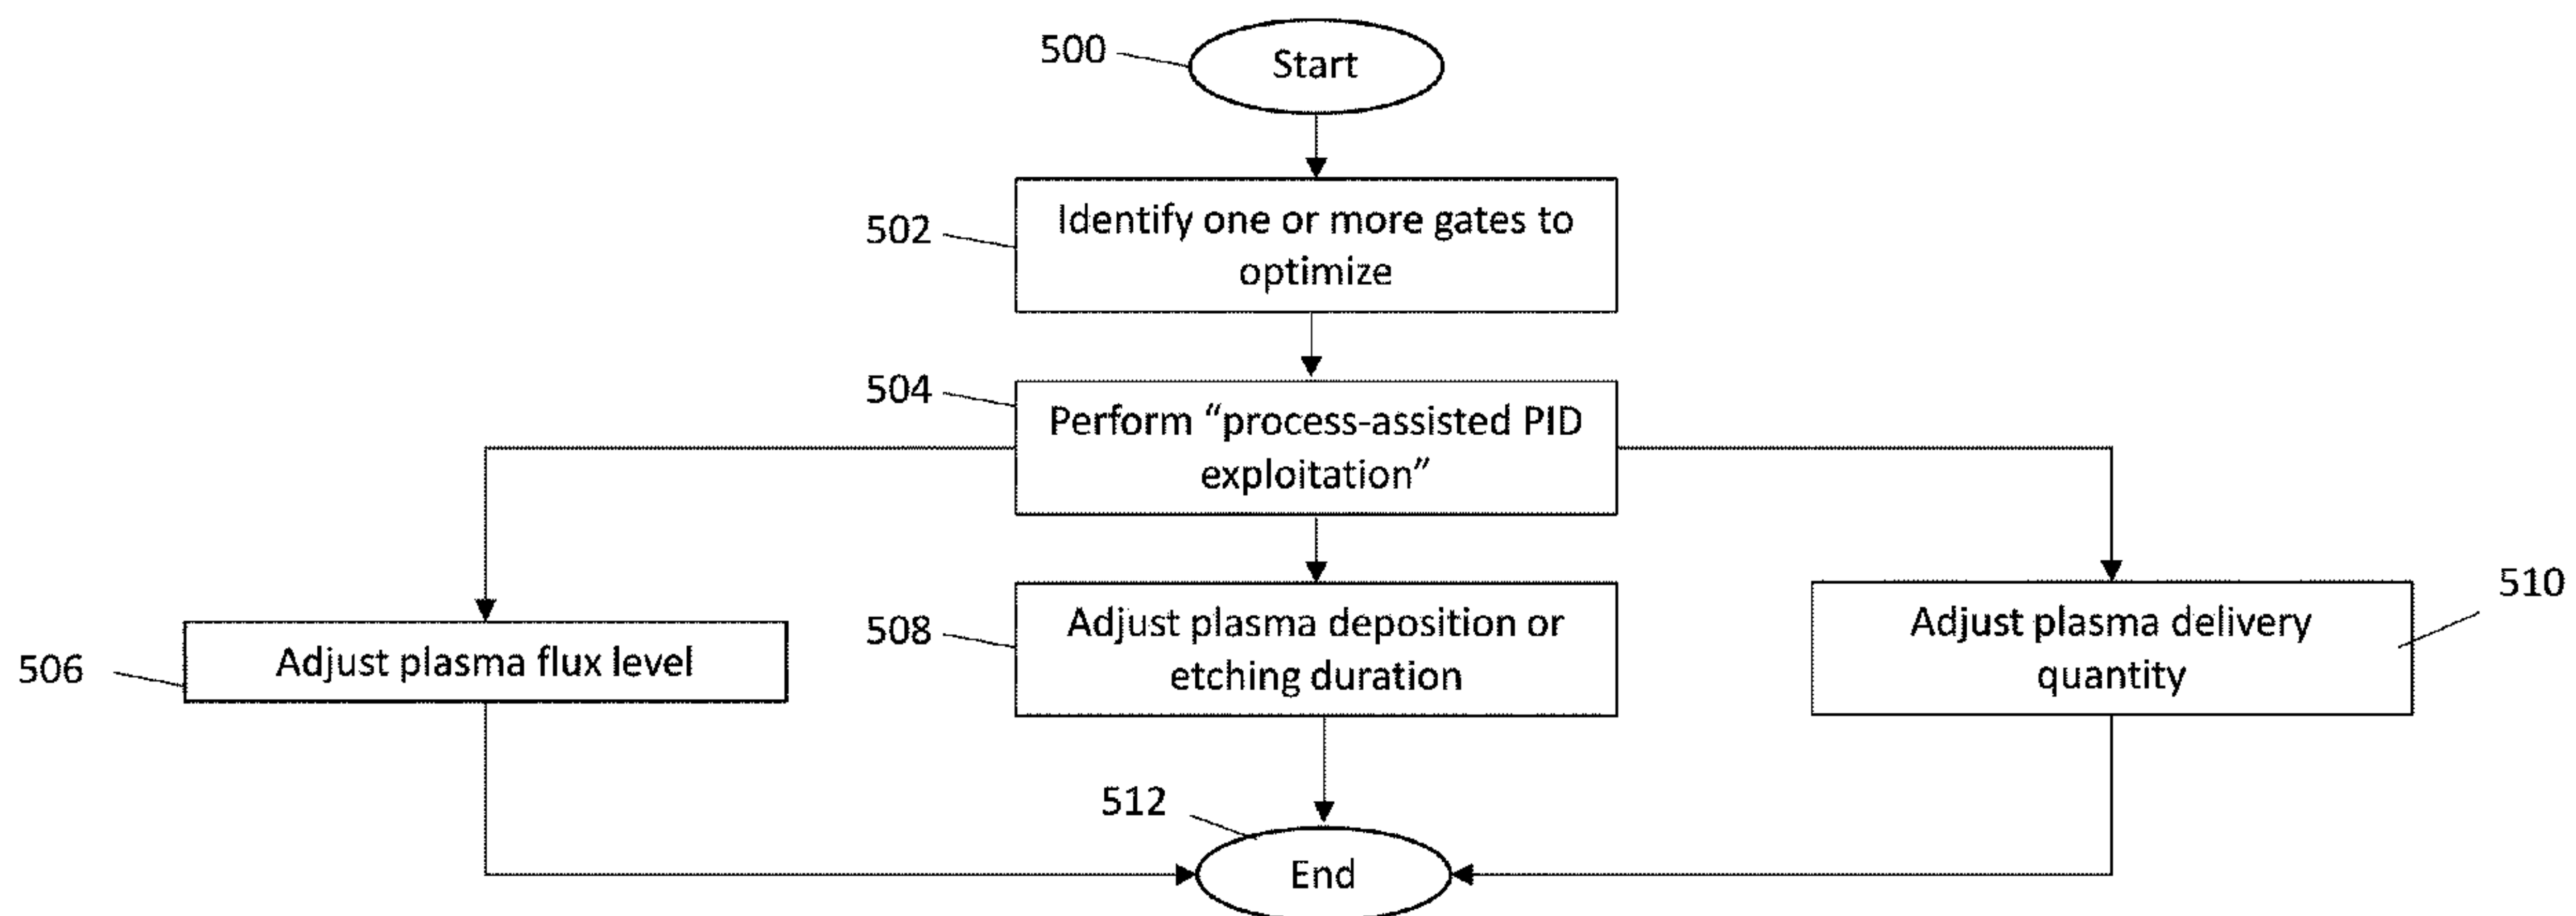 500
Start
502
Identify one or more gates to
optimize
504
Perform “process-assisted PID
exploitation”
506
Adjust plasma flux level
508
Adjust plasma deposition or
etching duration
510
Adjust plasma delivery
quantity
512
End